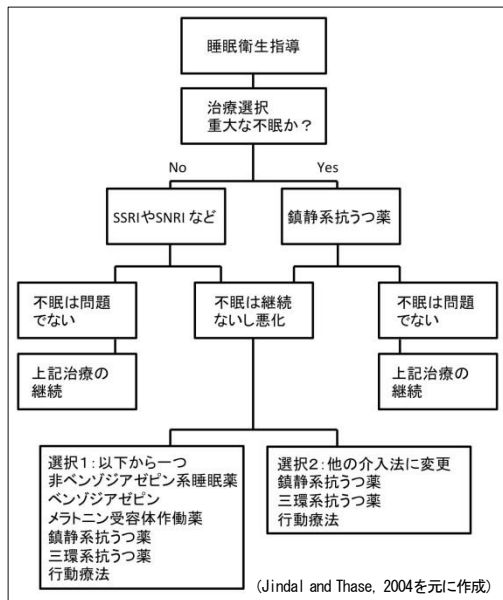 睡眠衛生指導
治療選択
重大な不眠か？
No
Yes
SSRIやSNRI など
鎮静系抗うつ薬
不眠は問題
でない
不眠は継続
ないし悪化
不眠は問題
でない
上記治療の
継続
上記治療の
継続
選択1：以下から一つ
非ベンゾジアゼピン系睡眠薬
ベンゾジアゼピン
メラトニン受容体作働薬
鎮静系抗うつ薬
三環系抗うつ薬
行動療法
選択2：他の介入法に変更
鎮静系抗うつ薬
三環系抗うつ薬
行動療法
(Jindal and Thase, 2004を元に作成)